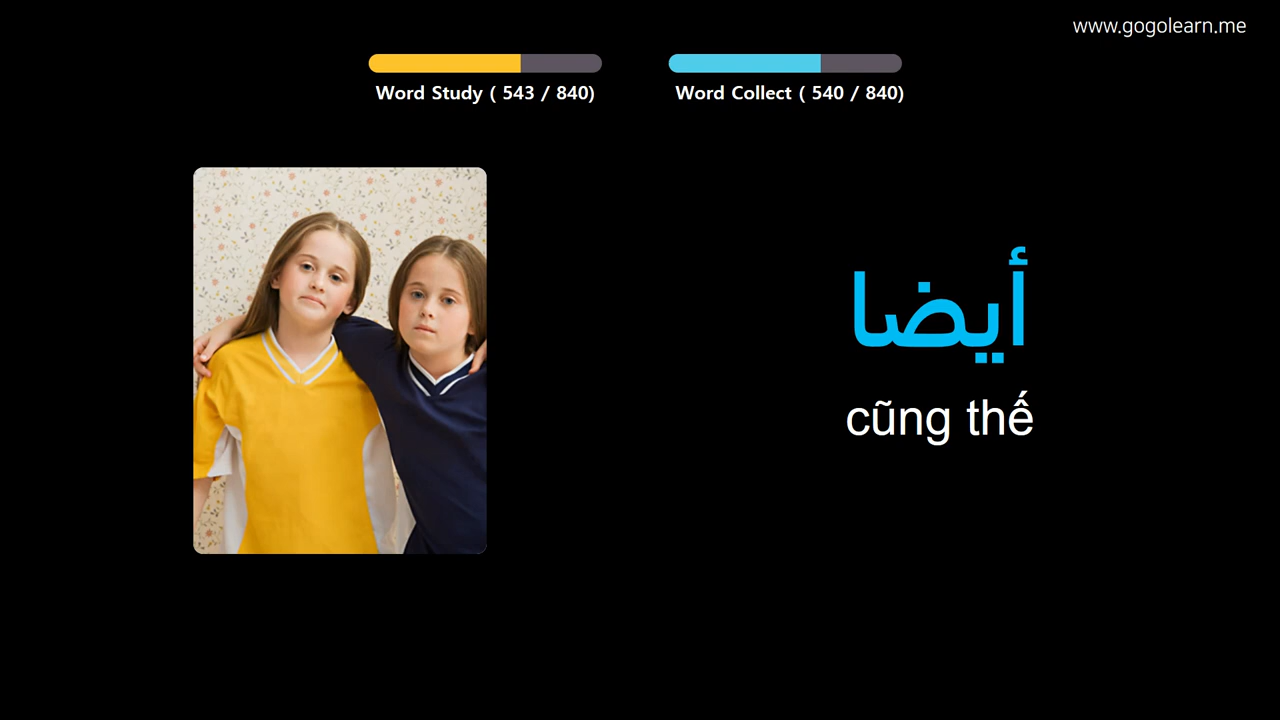 www.gogolearn.me
Word Study ( 543 / 840)
Word Collect ( 540 / 840)
أيضا
cũng thế